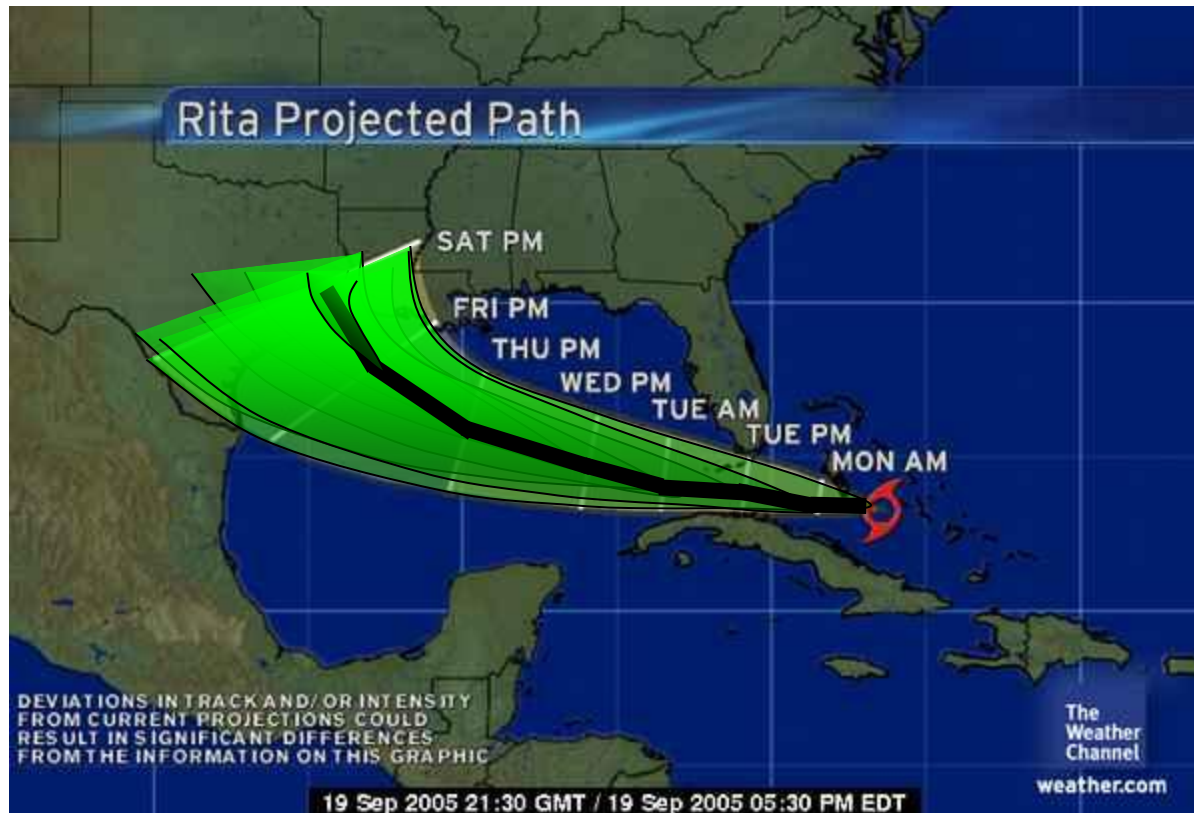 Rita Projected Path
SAT PM
FRI PM
THU PM
WED PM
TUE AM
TUE PM
MON AM
DEVIATIONS IN TRACK AND/OR INTENSITY
FROM CURRENT PROJECTIONS COULD
RESULT IN SIGNIFICANT DIFFERENCES
FROM THE INFORMATION ON THIS GRAPHIC
The
Weather
Channel
weather.com
19 Sep 2005 21:30 GMT / 19 Sep 2005 05:30 PM EDT